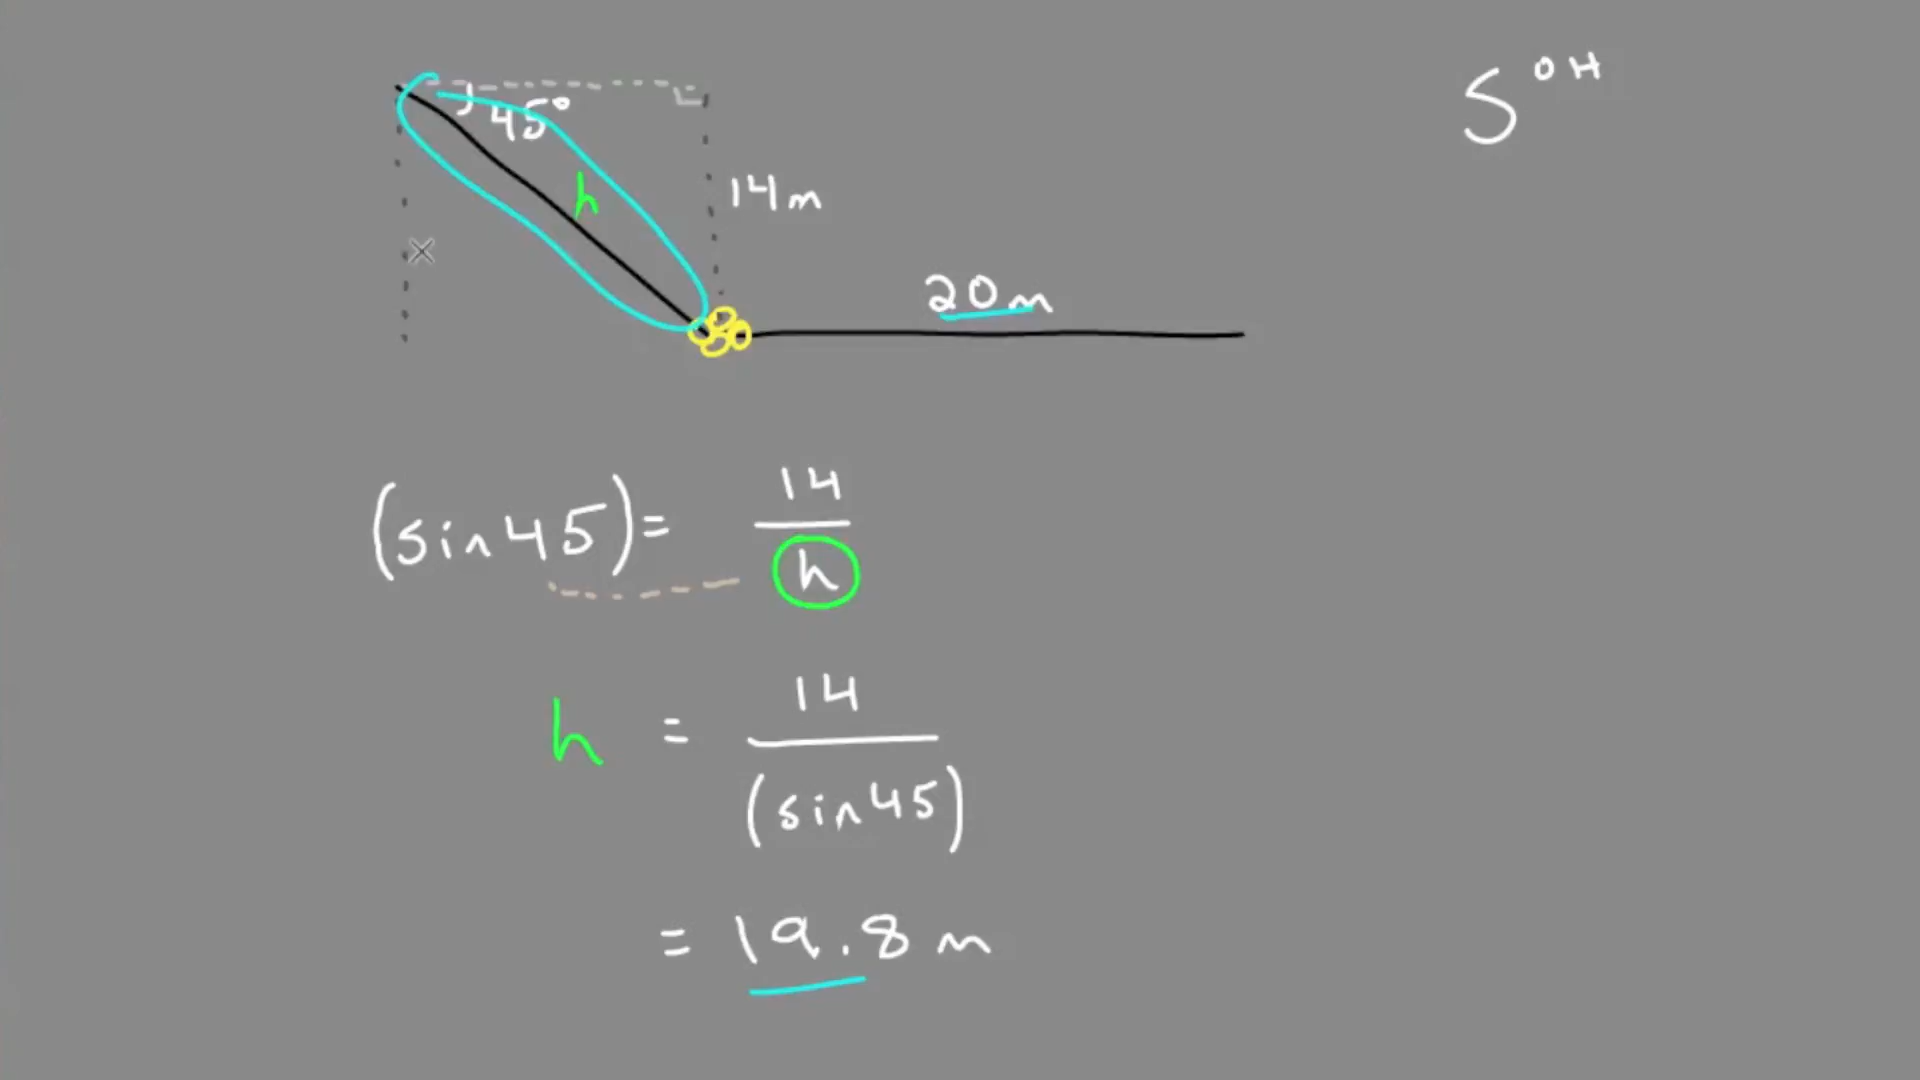 S OH
45°
h
14m
20m
(sin45)= 14/h
h = 14/(sin45)
= 19.8 m